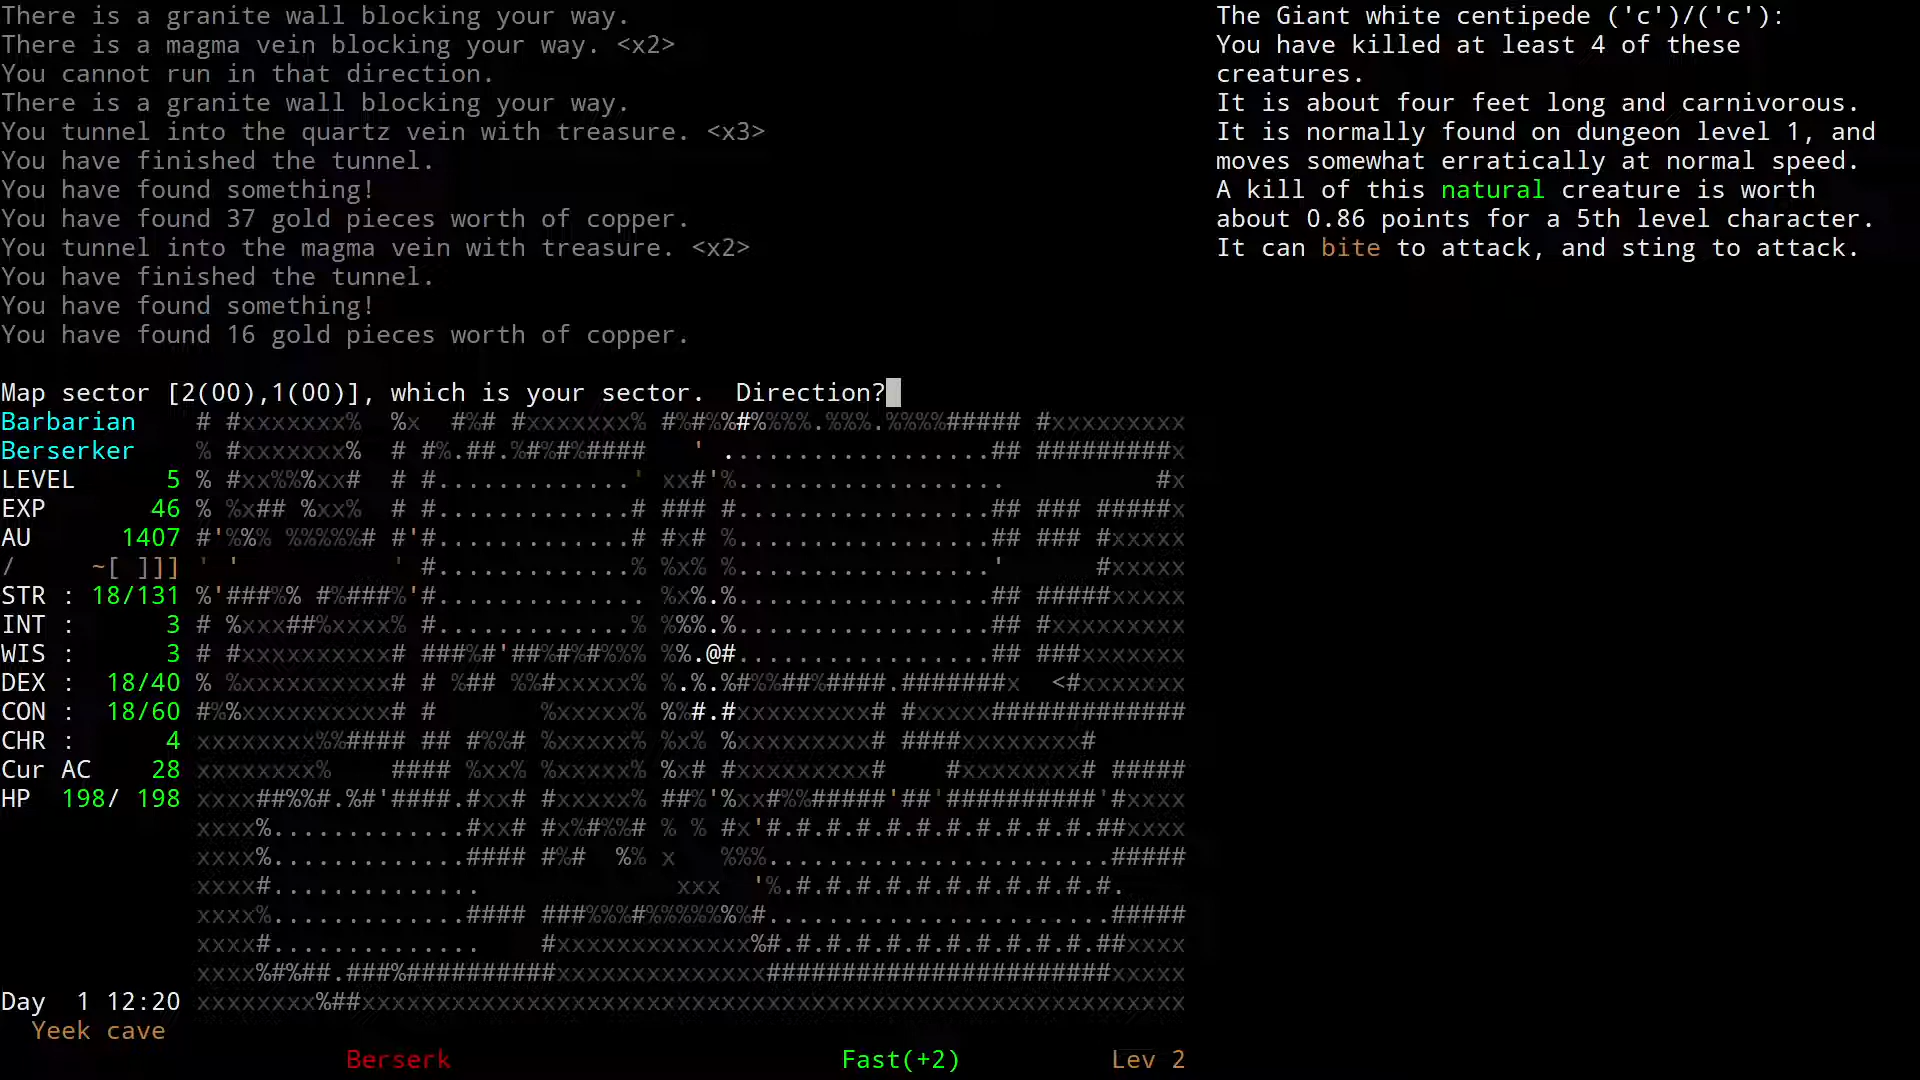 There is a granite wall blocking your way.
There is a magma vein blocking your way. <x2>
You cannot run in that direction.
There is a granite wall blocking your way.
You tunnel into the quartz vein with treasure. <x3>
You have finished the tunnel.
You have found something!
You have found 37 gold pieces worth of copper.
You tunnel into the magma vein with treasure. <x2>
You have finished the tunnel.
You have found something!
You have found 16 gold pieces worth of copper.
The Giant white centipede ('c')/('c'):
You have killed at least 4 of these
creatures.
It is about four feet long and carnivorous.
It is normally found on dungeon level 1, and
moves somewhat erratically at normal speed.
A kill of this natural creature is worth
about 0.86 points for a 5th level character.
It can bite to attack, and sting to attack.
Map sector [2(00),1(00)], which is your sector.  Direction?
Barbarian
Berserker
LEVEL 5
EXP 46
AU 1407
/ ~[ ]]]
STR : 18/131
INT : 3
WIS : 3
DEX : 18/40
CON : 18/60
CHR : 4
Cur AC 28
HP 198/ 198
Day 1 12:20
Yeek cave
Berserk Fast(+2) Lev 2